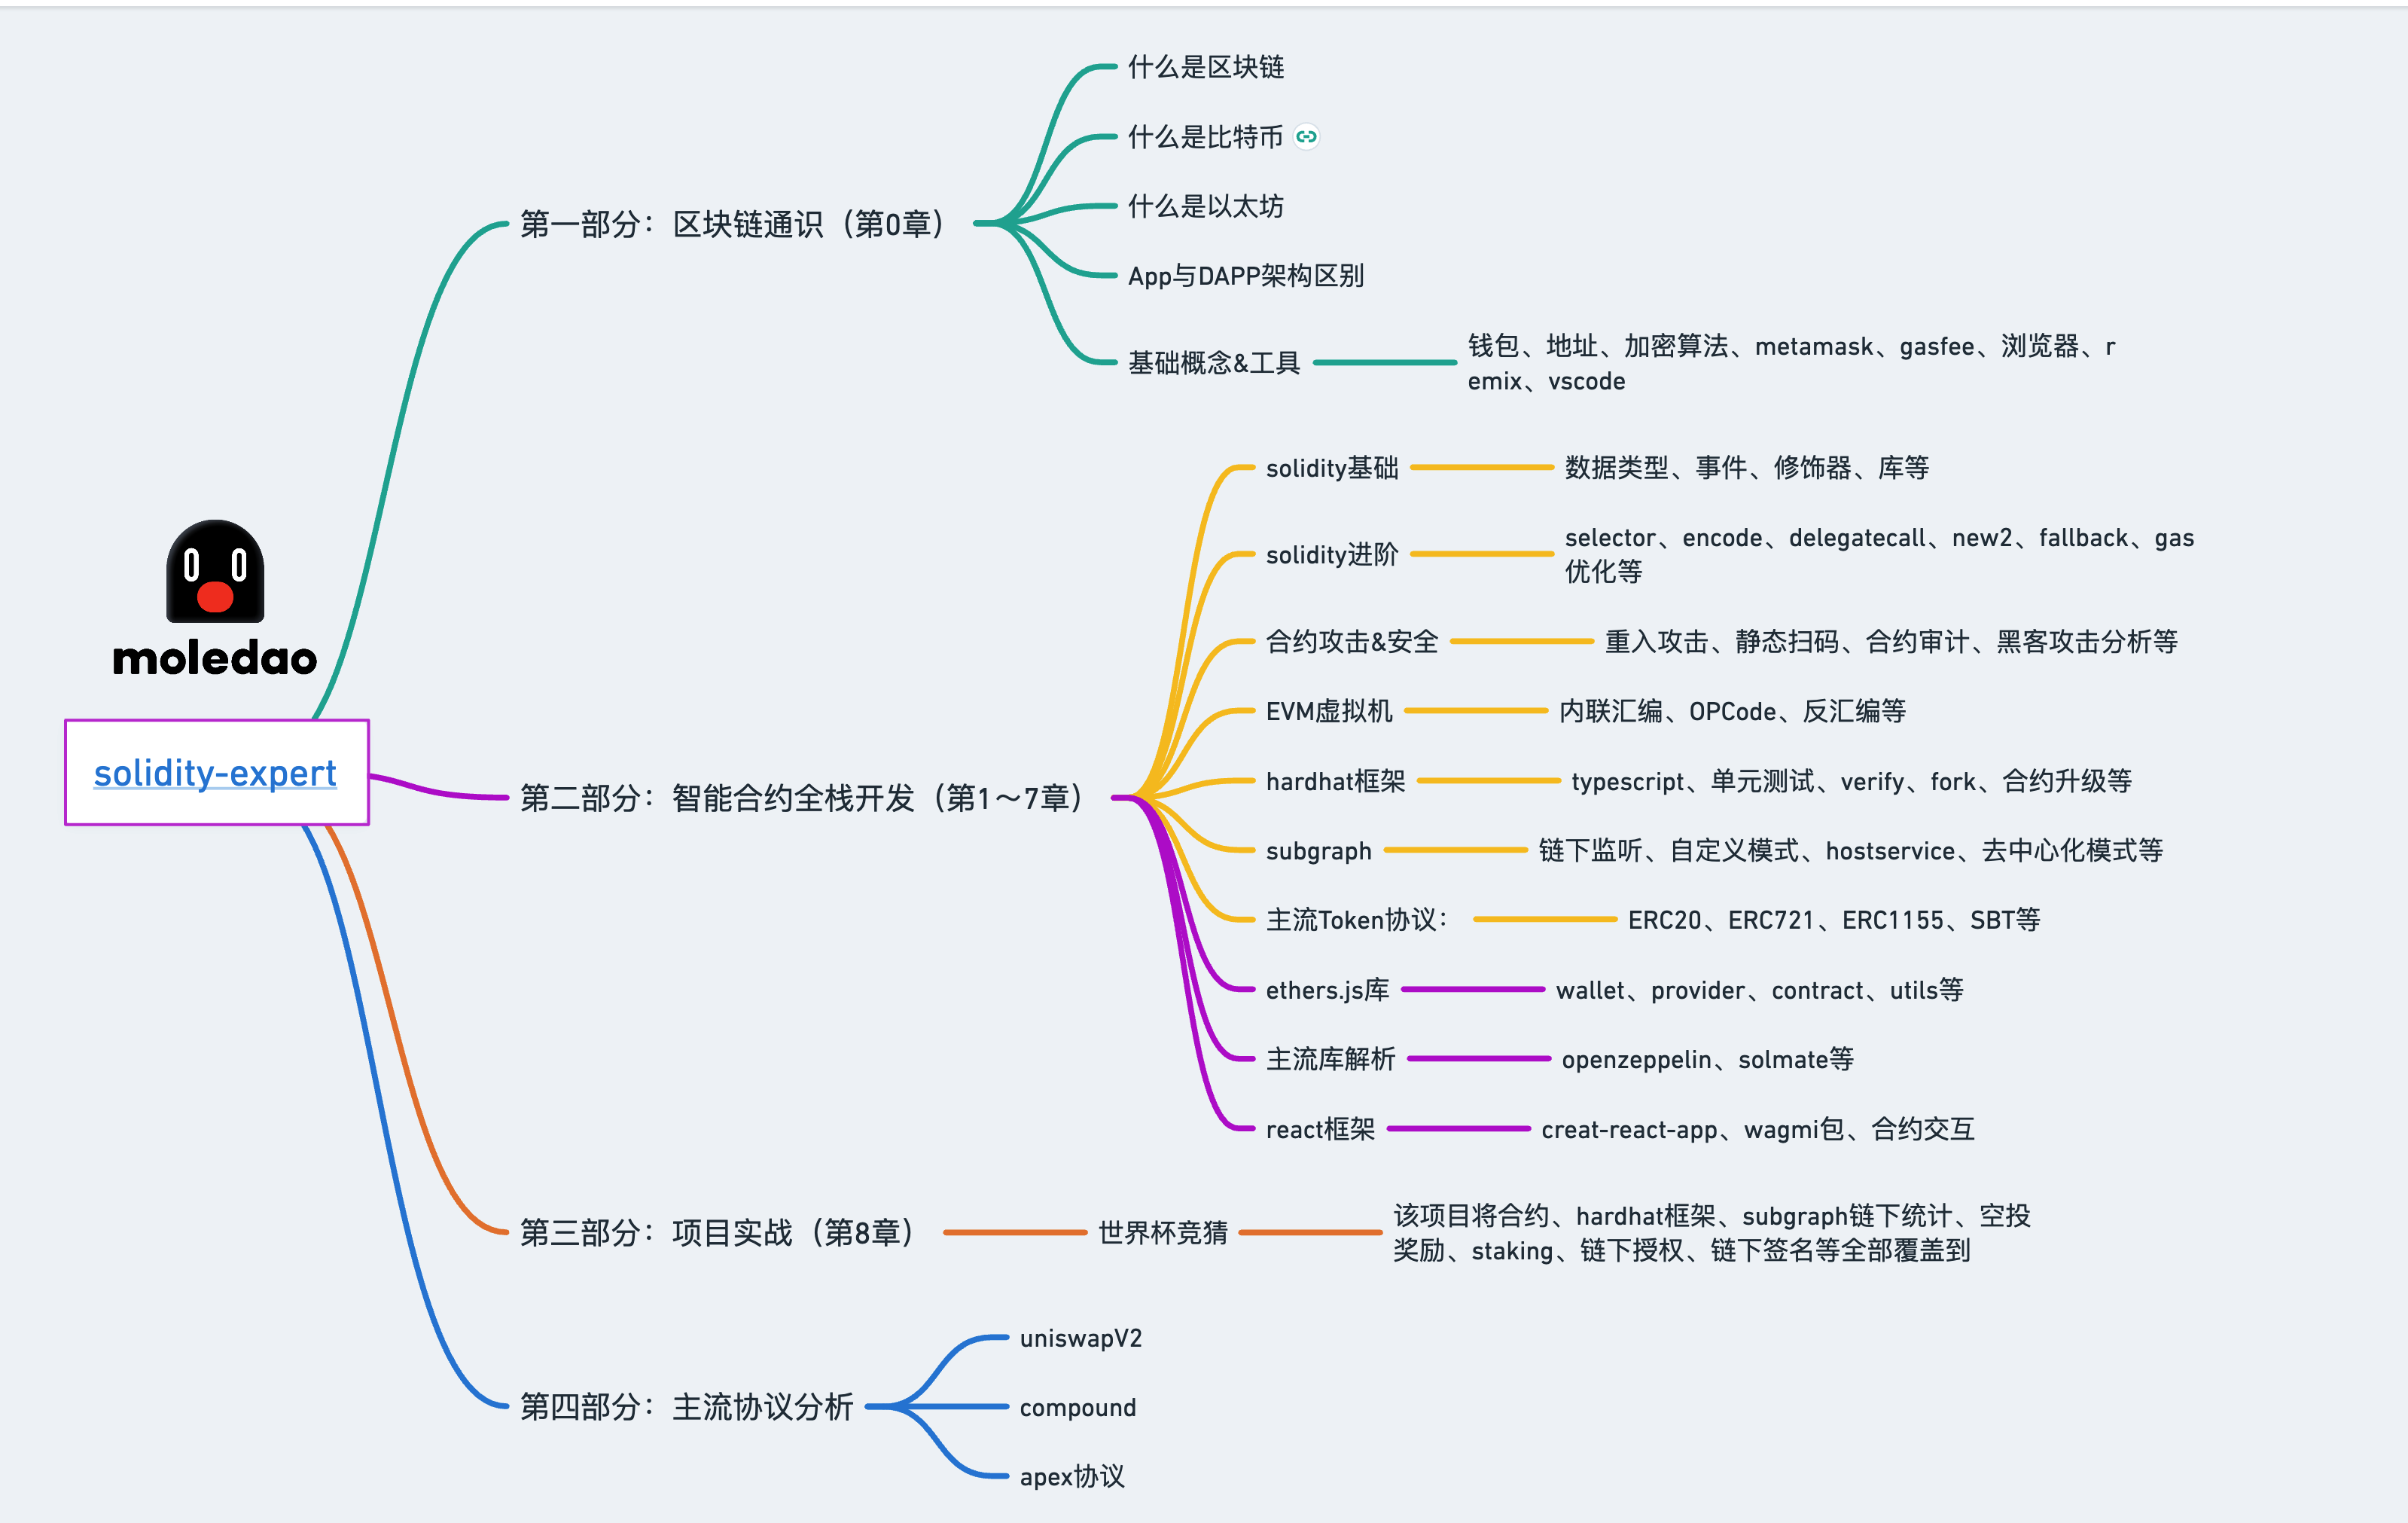 什么是区块链
什么是比特币
什么是以太坊
第一部分：区块链通识（第0章）
App与DAPP架构区别
基础概念&工具
钱包、地址、加密算法、metamask、gasfee、浏览器、r
emix、vscode
moledao
solidity-expert
第二部分：智能合约全栈开发（第1～7章）
solidity基础
数据类型、事件、修饰器、库等
solidity进阶
selector、encode、delegatecall、new2、fallback、gas
优化等
合约攻击&安全
重入攻击、静态扫码、合约审计、黑客攻击分析等
EVM虚拟机
内联汇编、OPCode、反汇编等
hardhat框架
typescript、单元测试、verify、fork、合约升级等
subgraph
链下监听、自定义模式、hostservice、去中心化模式等
主流Token协议：
ERC20、ERC721、ERC1155、SBT等
ethers.js库
wallet、provider、contract、utils等
主流库解析
openzeppelin、solmate等
react框架
creat-react-app、wagmi包、合约交互
第三部分：项目实战（第8章）
世界杯竞猜
该项目将合约、hardhat框架、subgraph链下统计、空投
奖励、staking、链下授权、链下签名等全部覆盖到
第四部分：主流协议分析
uniswapV2
compound
apex协议